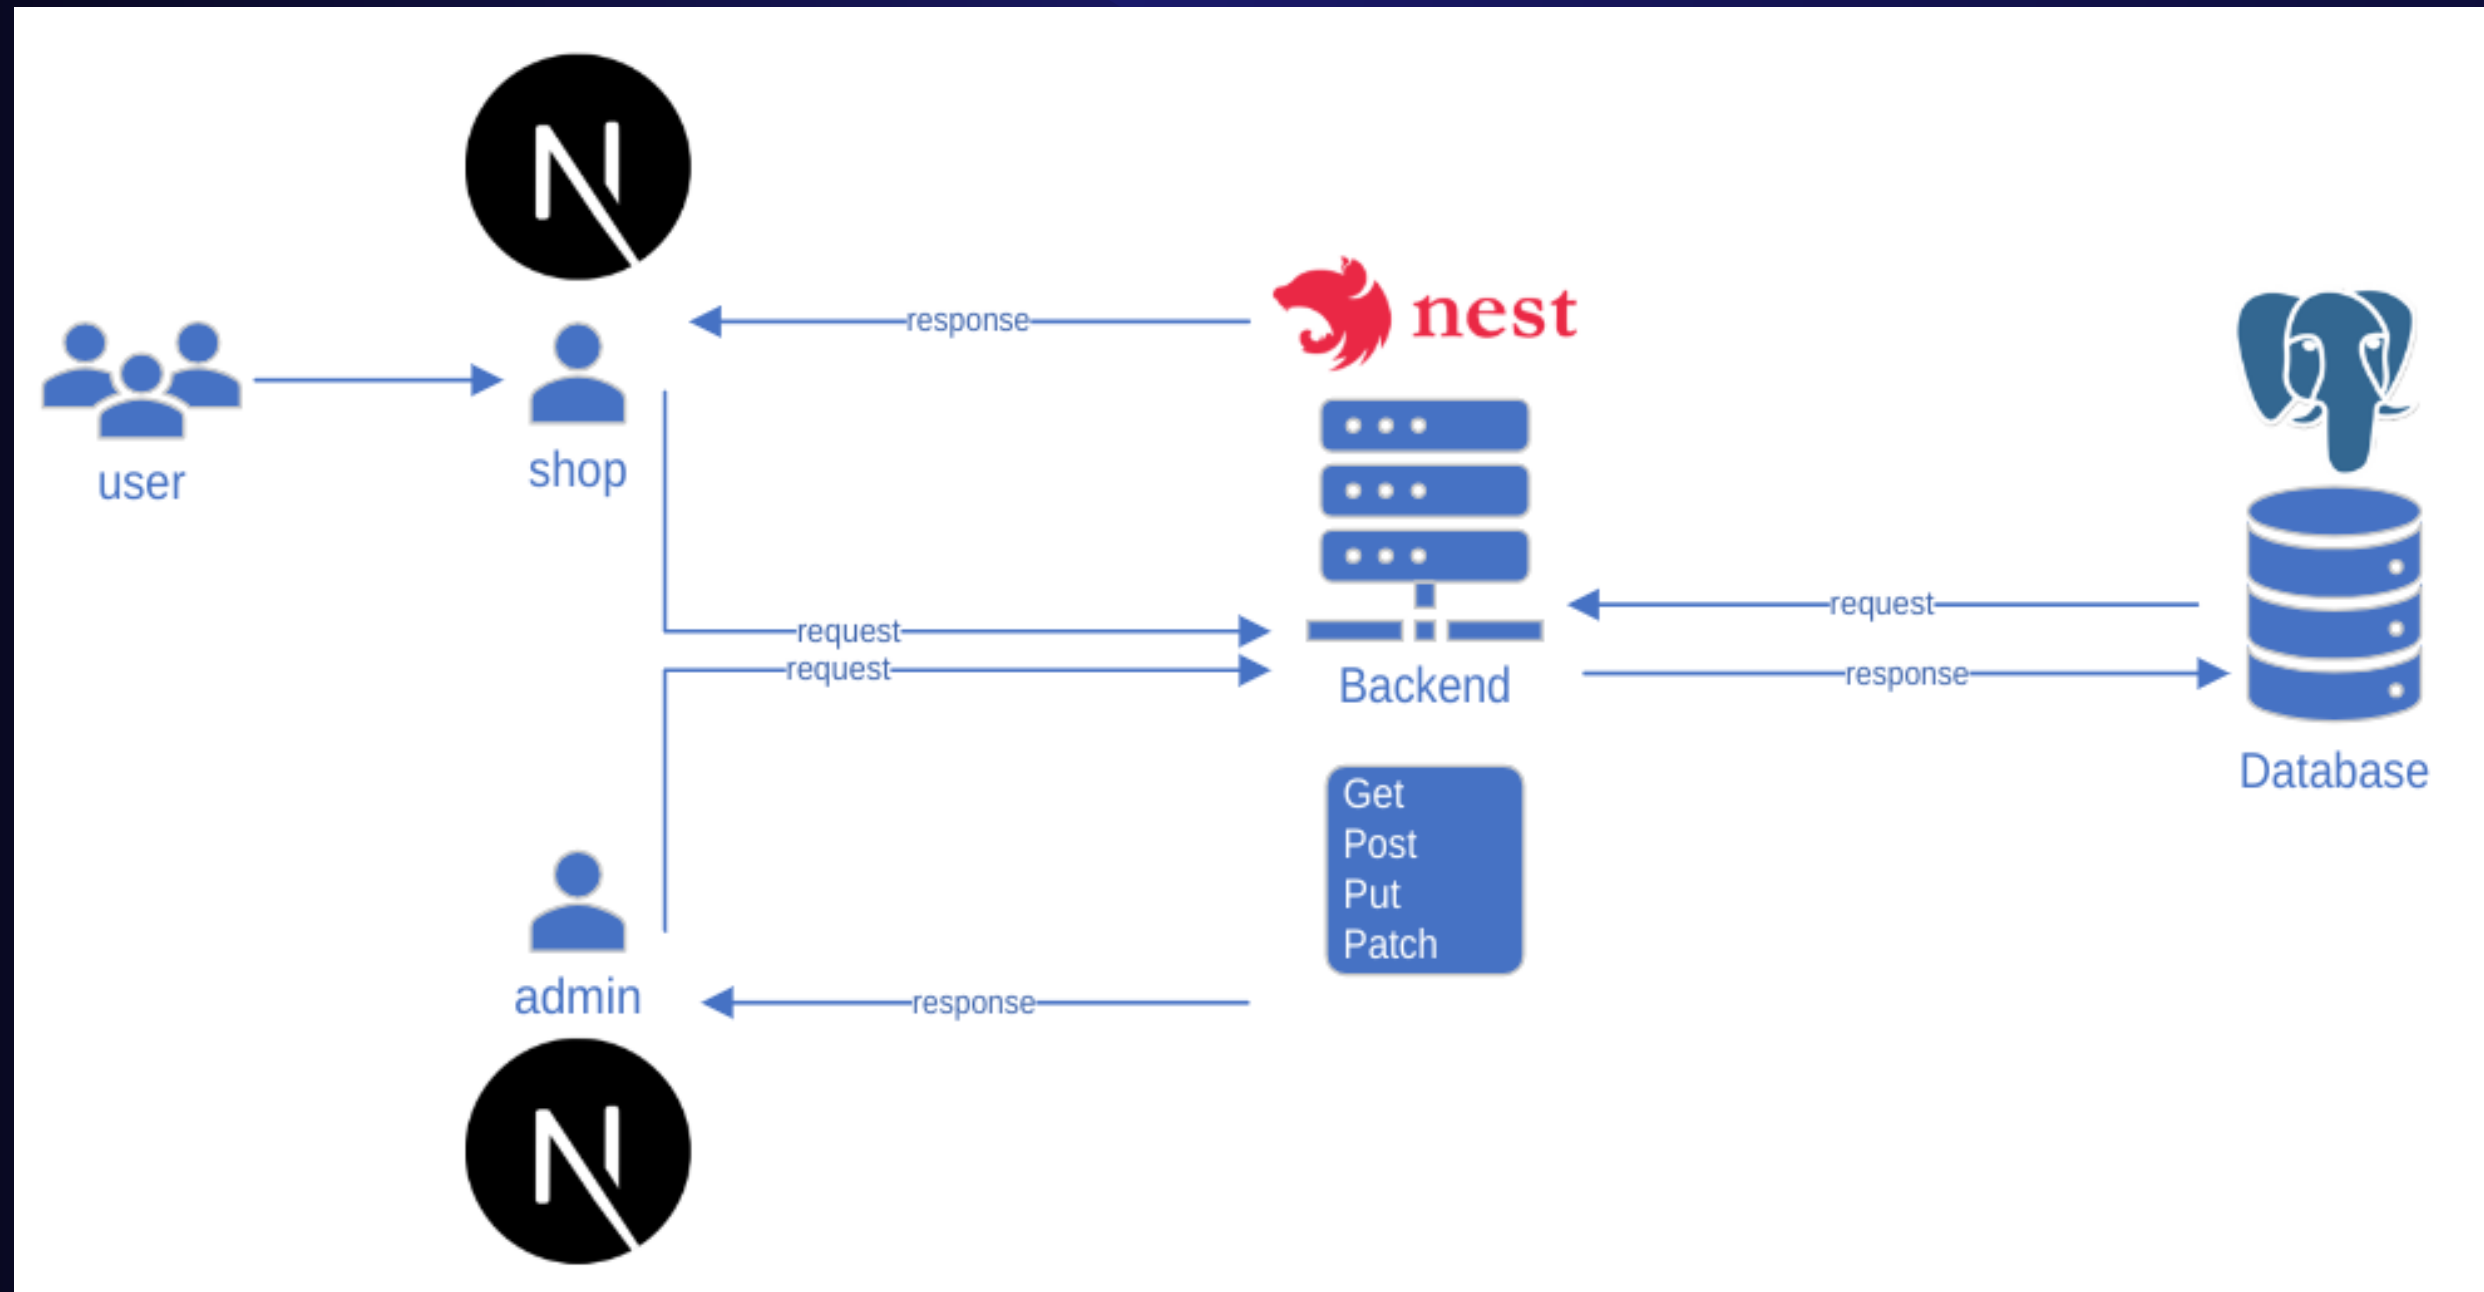 user
shop
response
nest
request
request
Backend
request
response
Database
Get
Post
Put
Patch
admin
response